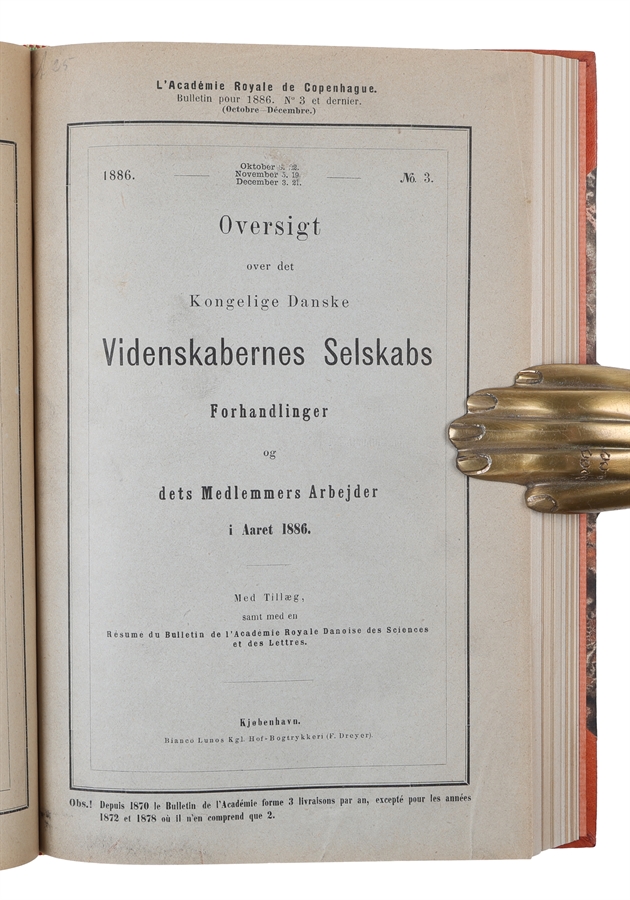 L'Académie Royale de Copenhague.
Bulletin pour 1886. No 3 et dernier.
(Octobre—Décembre.)
1886.
Oktober 22.
November 5. 19.
December 3. 21.
No. 3.
Oversigt
over det
Kongelige Danske
Videnskabernes Selskabs
Forhandlinger
og
dets Medlemmers Arbejder
i Aaret 1886.
Med Tillæg,
samt med en
Résume du Bulletin de l'Académie Royale Danoise des Sciences
et des Lettres.
Kjøbenhavn.
Bianco Lunos Kgl. Hof-Bogtrykkeri (F. Dreyer).
Obs.! Depuis 1870 le Bulletin de l'Académie forme 3 livraisons par an, excepté pour les années
1872 et 1878 où il n'en comprend que 2.